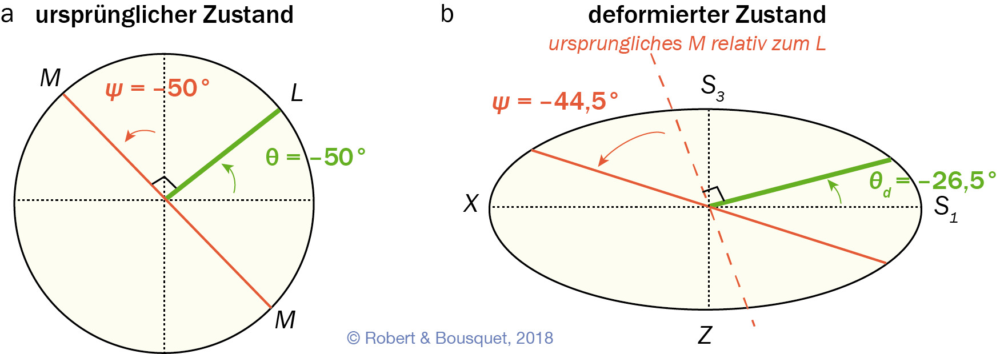 a ursprünglicher Zustand
M
ψ = –50°
L
θ = –50°
M
b deformierter Zustand
ursprungliches M relativ zum L
S3
ψ = –44,5°
θd = –26,5°
X
S1
Z
© Robert & Bousquet, 2018